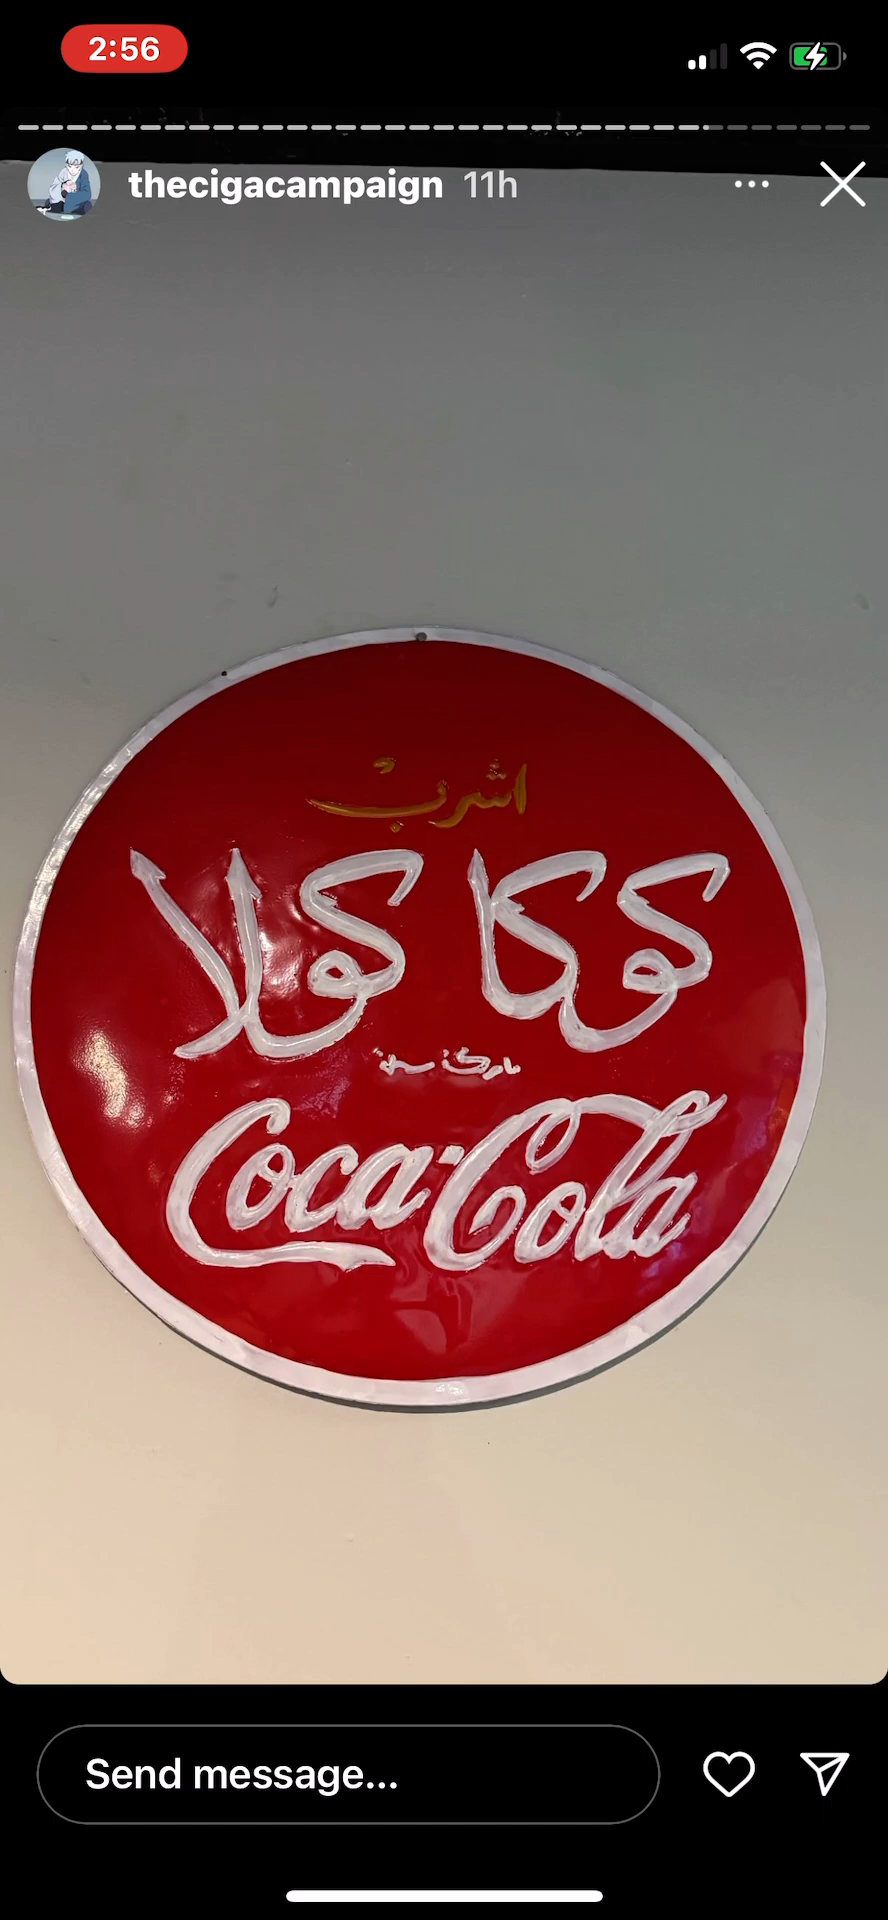 2:56
thecigacampaign 11h
اشرب
كوكا كولا
Coca-Cola
Send message...